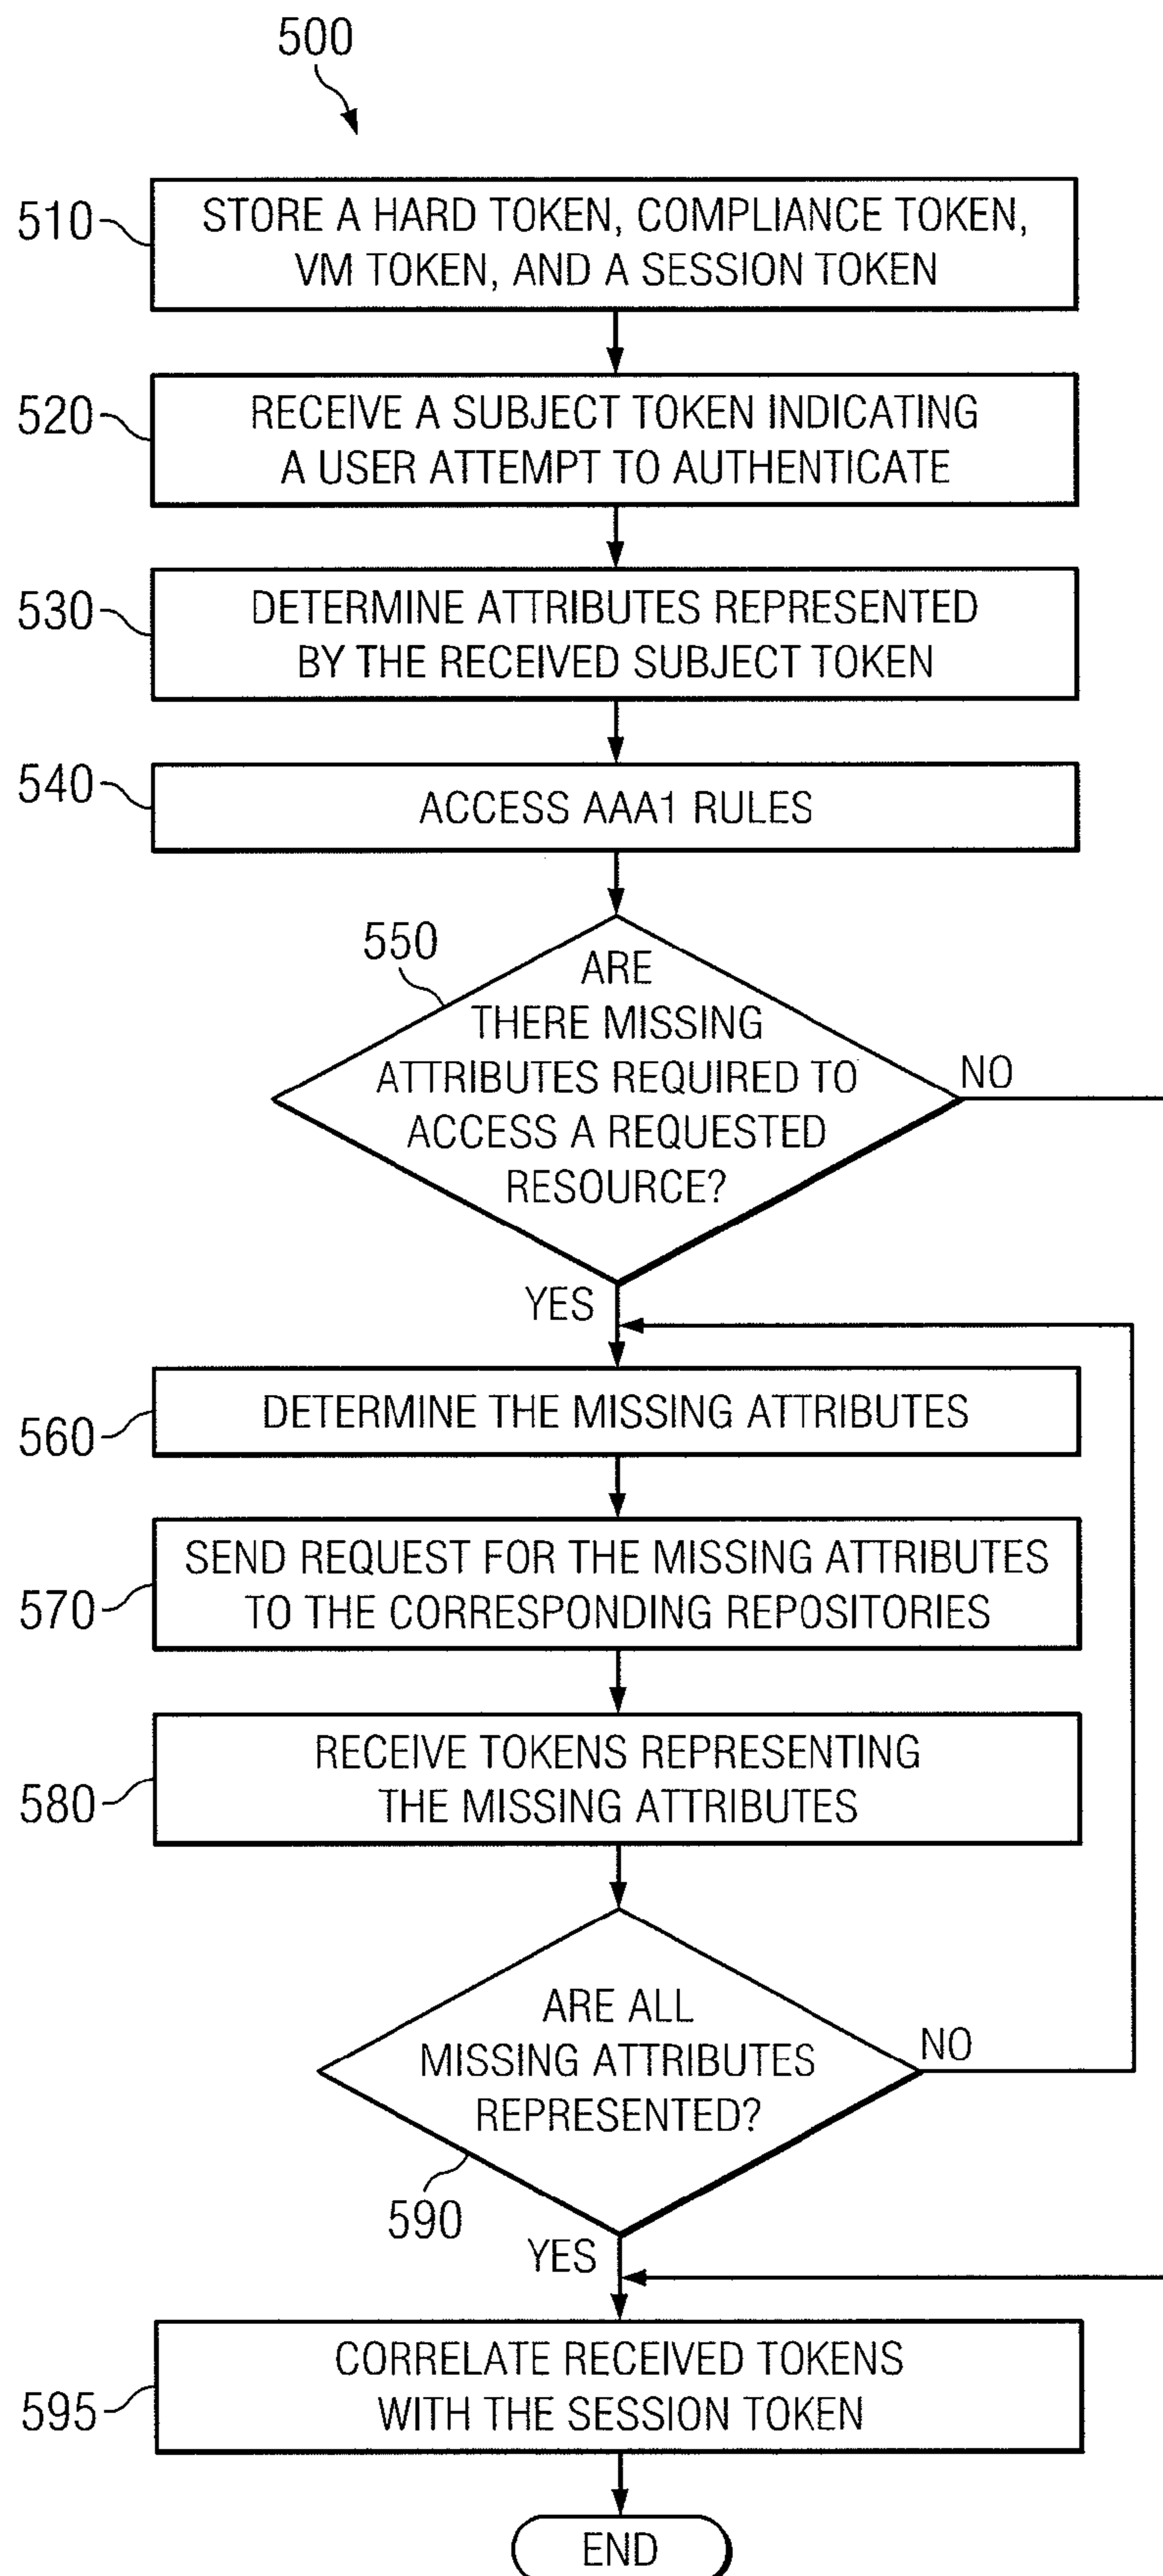 500
510
STORE A HARD TOKEN, COMPLIANCE TOKEN,
VM TOKEN, AND A SESSION TOKEN
520
RECEIVE A SUBJECT TOKEN INDICATING
A USER ATTEMPT TO AUTHENTICATE
530
DETERMINE ATTRIBUTES REPRESENTED
BY THE RECEIVED SUBJECT TOKEN
540
ACCESS AAA1 RULES
550
ARE
THERE MISSING
ATTRIBUTES REQUIRED TO
ACCESS A REQUESTED
RESOURCE?
NO
YES
560
DETERMINE THE MISSING ATTRIBUTES
570
SEND REQUEST FOR THE MISSING ATTRIBUTES
TO THE CORRESPONDING REPOSITORIES
580
RECEIVE TOKENS REPRESENTING
THE MISSING ATTRIBUTES
ARE ALL
MISSING ATTRIBUTES
REPRESENTED?
NO
590
YES
595
CORRELATE RECEIVED TOKENS
WITH THE SESSION TOKEN
END